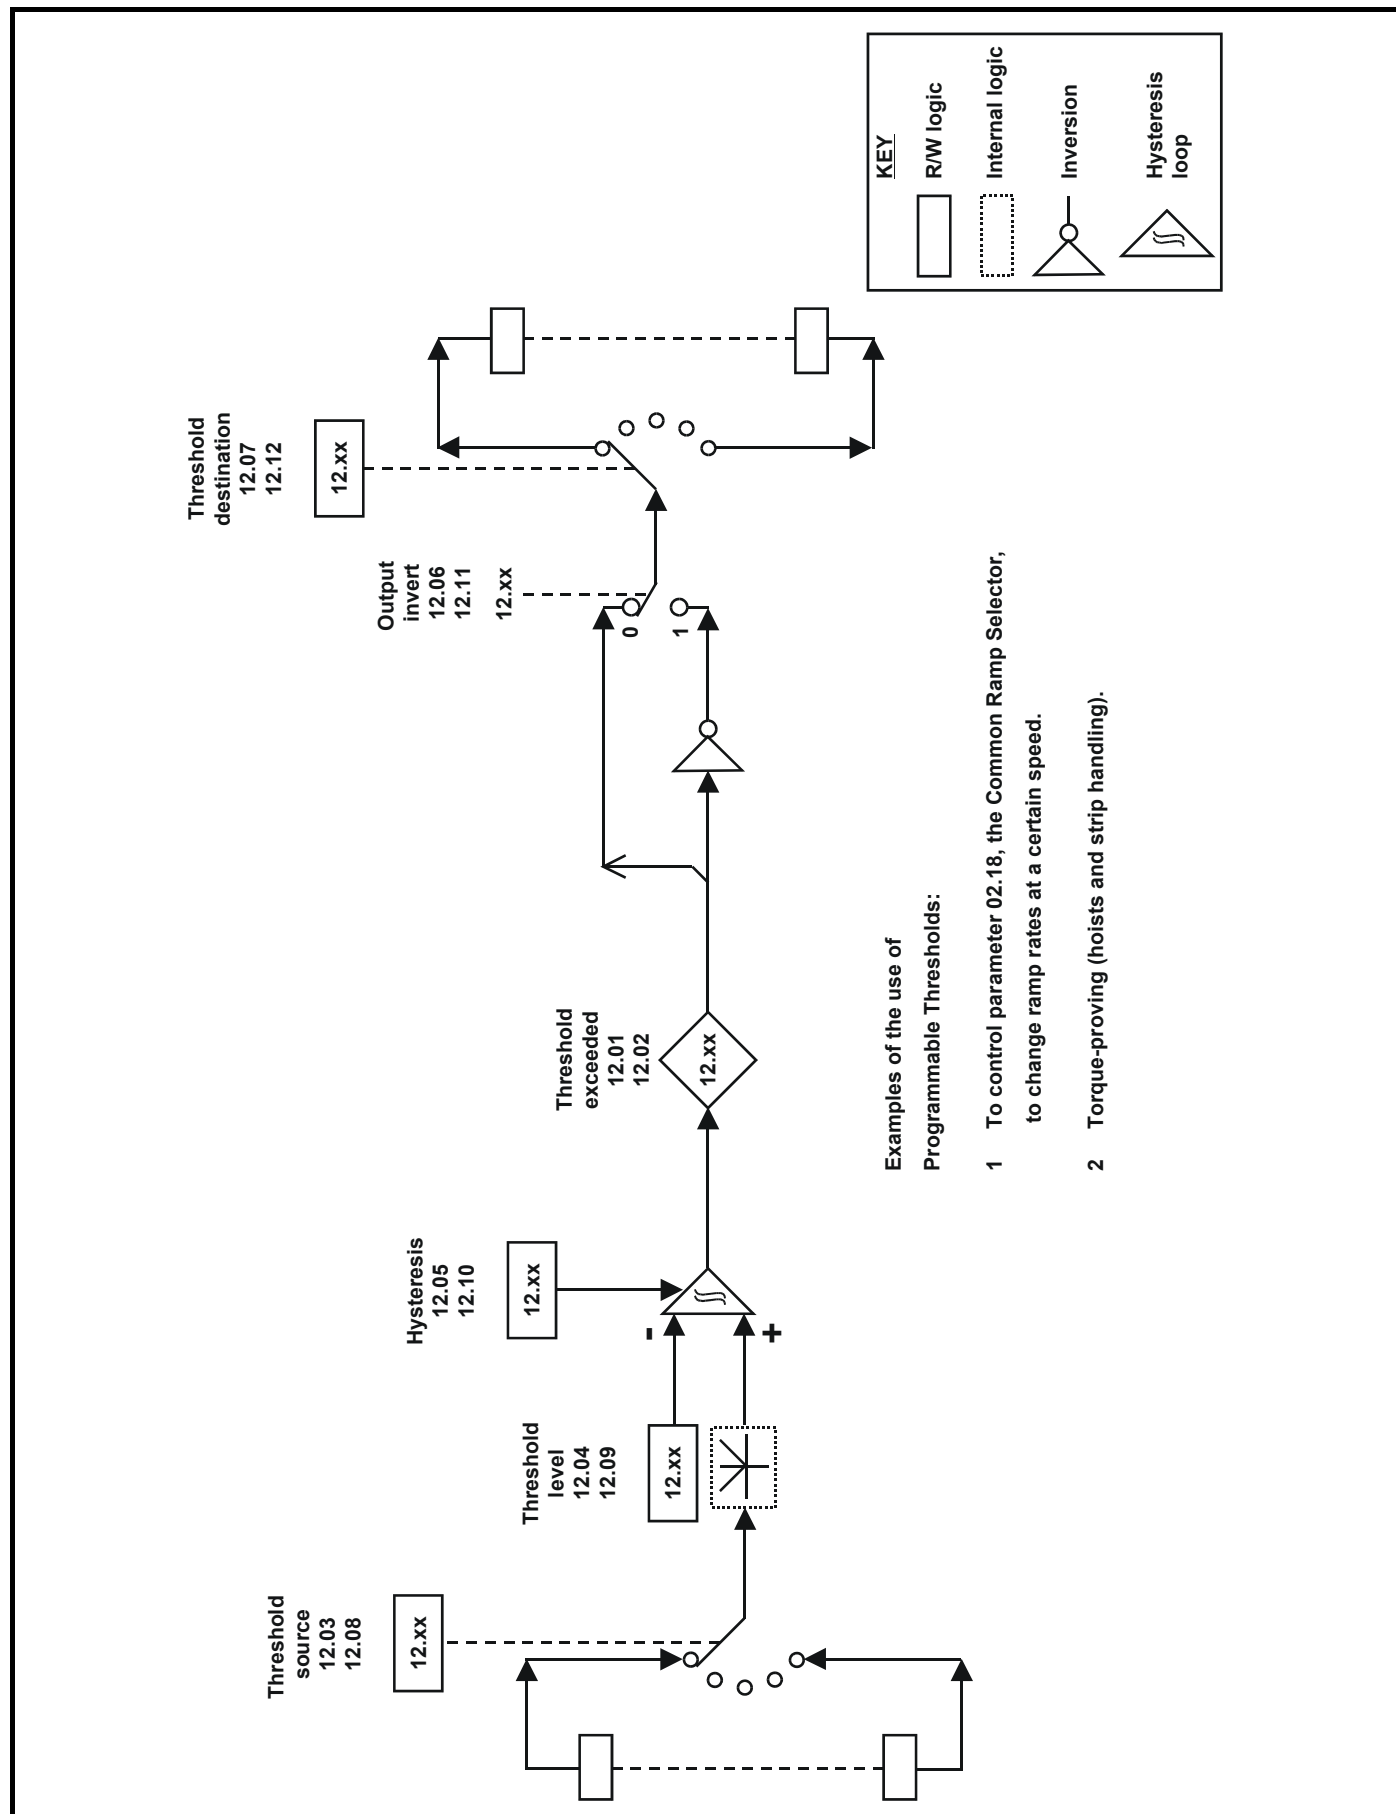 Threshold
source
12.03
12.08
12.xx
Threshold
level
12.04
12.09
12.xx
Hysteresis
12.05
12.10
12.xx
-
+
Threshold
exceeded
12.01
12.02
12.xx
Output
invert
12.06
12.11
12.xx
0
1
Threshold
destination
12.07
12.12
12.xx
Examples of the use of
Programmable Thresholds:
1 To control parameter 02.18, the Common Ramp Selector,
to change ramp rates at a certain speed.
2 Torque-proving (hoists and strip handling).
KEY
R/W logic
Internal logic
Inversion
Hysteresis
loop